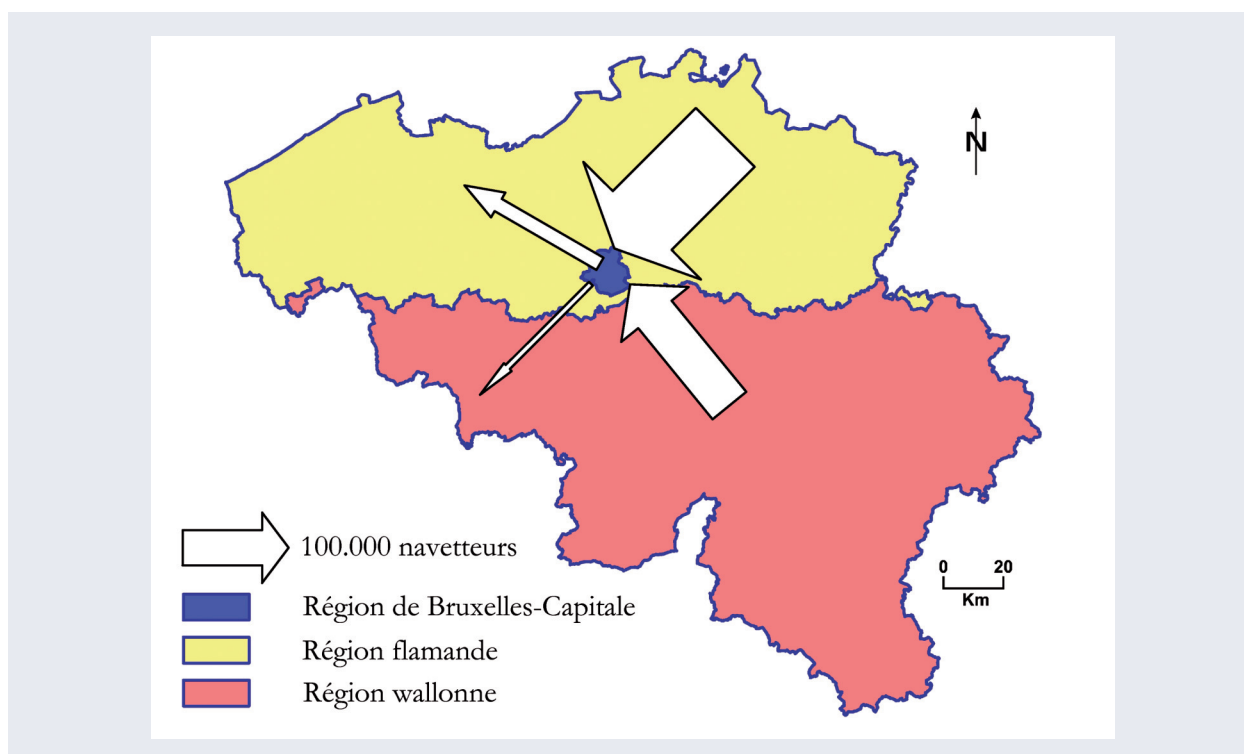 N
100.000 navetteurs
Région de Bruxelles-Capitale
Région flamande
Région wallonne
0 20
Km